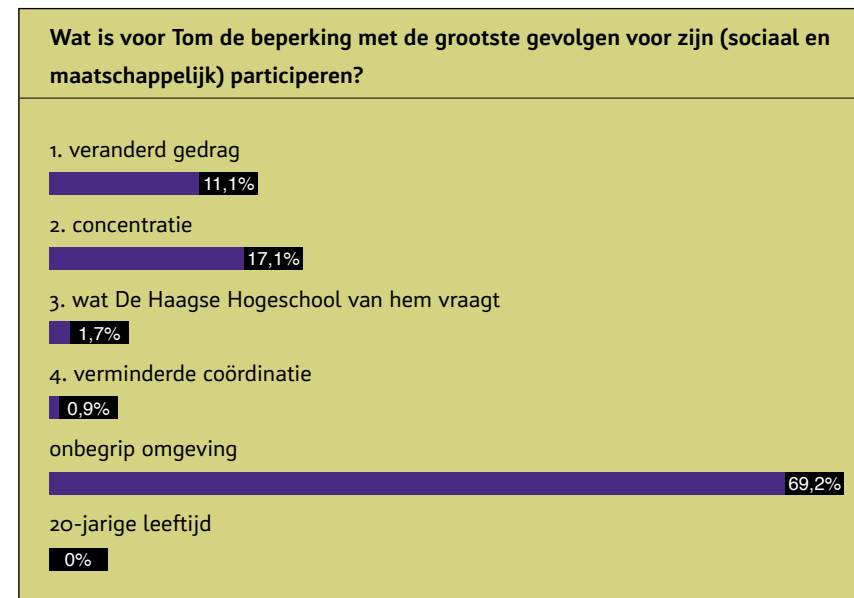 Wat is voor Tom de beperking met de grootste gevolgen voor zijn (sociaal en
maatschappelijk) participeren?
1. veranderd gedrag
11,1%
2. concentratie
17,1%
3. wat De Haagse Hogeschool van hem vraagt
1,7%
4. verminderde coördinatie
0,9%
onbegrip omgeving
69,2%
20-jarige leeftijd
0%